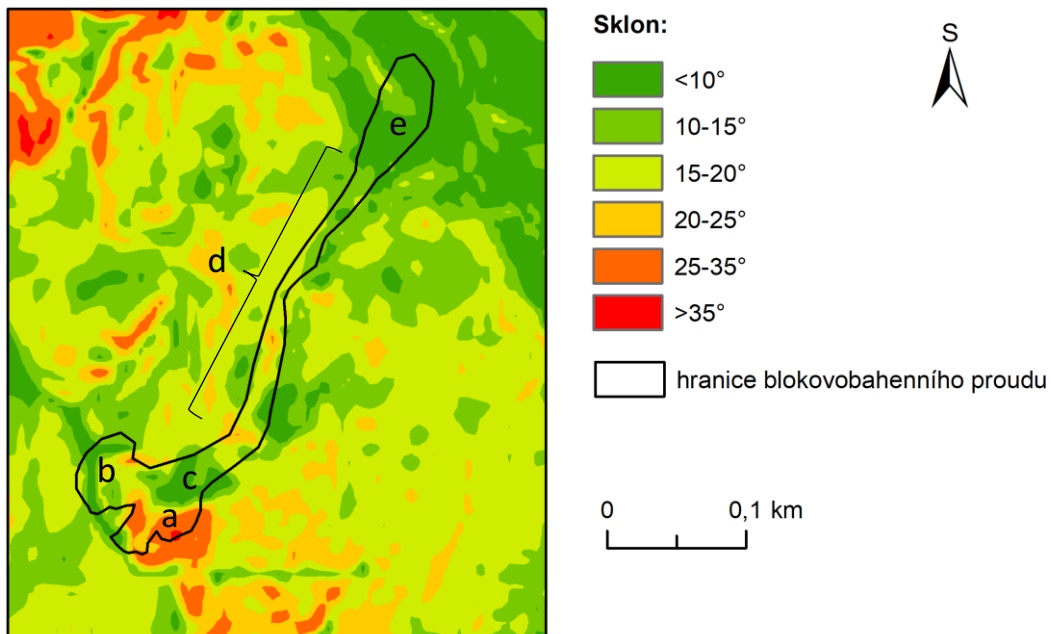 Sklon:
<10°
10-15°
15-20°
20-25°
25-35°
>35°
hranice blokovobahenního proudu
S
0 0,1 km
e
d
b
c
a